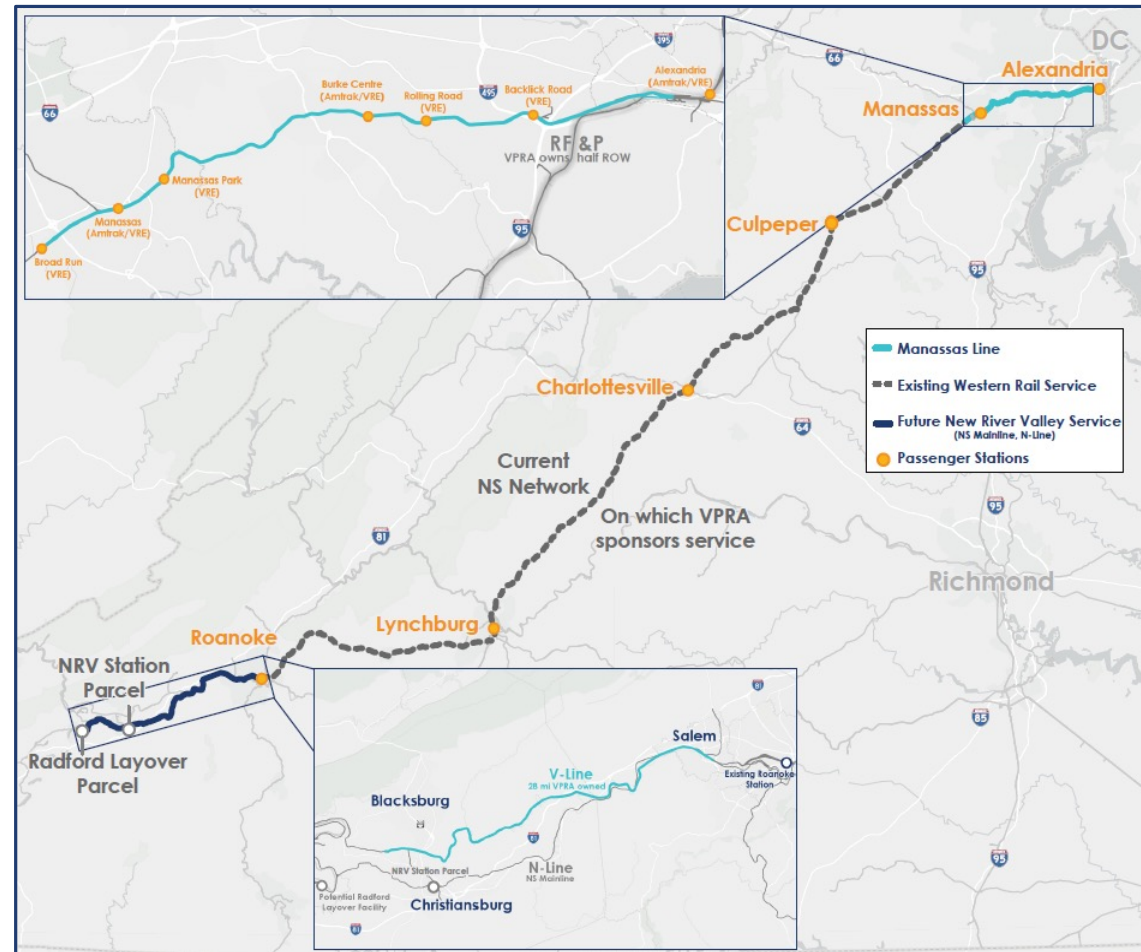 DC
66
Alexandria
Manassas
Culpeper
95
Charlottesville
64
Current
NS Network
On which VPRA
sponsors service
81
95
Richmond
Lynchburg
Roanoke
NRV Station
Parcel
Radford Layover
Parcel
85
95
395
66
495
95
Burke Centre
(Amtrak/VRE)
Rolling Road
(VRE)
Backlick Road
(VRE)
Alexandria
(Amtrak/VRE)
RF &P
VPRA owns half ROW
Manassas Park
(VRE)
Manassas
(Amtrak/VRE)
Broad Run
(VRE)
Manassas Line
Existing Western Rail Service
Future New River Valley Service
(NS Mainline, N-Line)
Passenger Stations
81
Salem
V-Line
28 mi VPRA owned
Existing Roanoke
Station
Blacksburg
81
N-Line
NS Mainline
NRV Station Parcel
Potential Radford
Layover Facility
Christiansburg